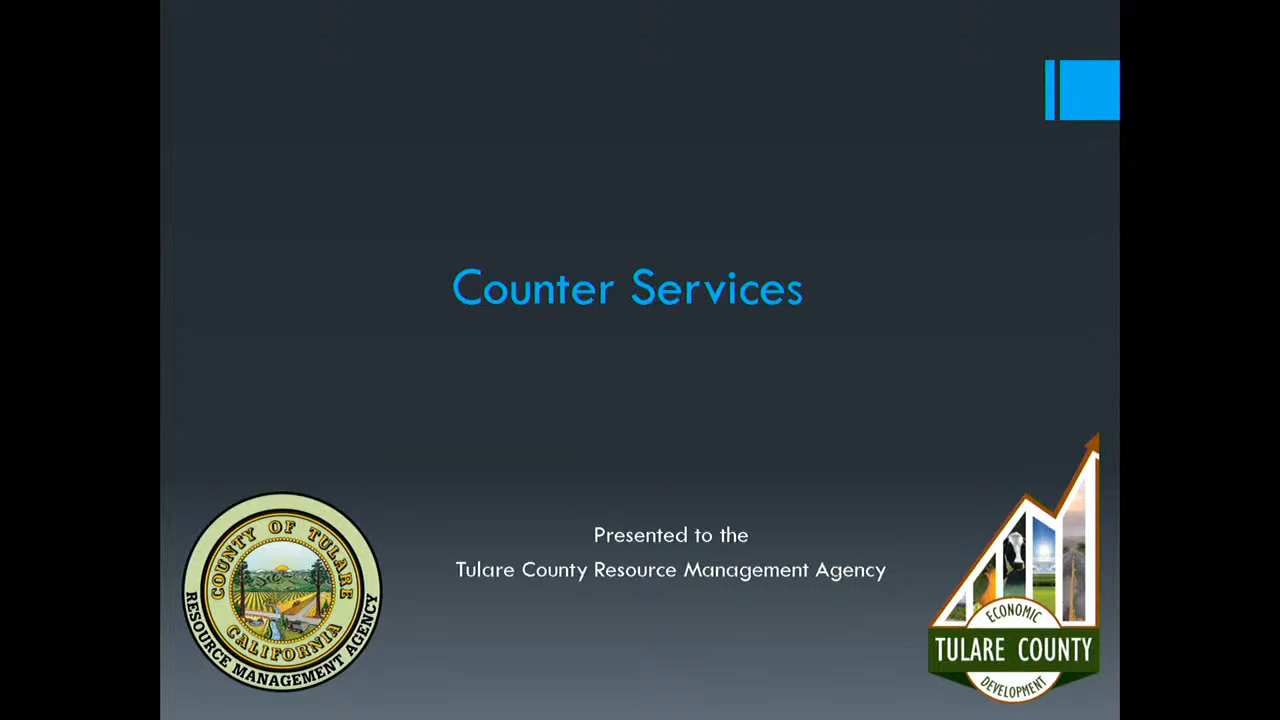 Counter Services
Presented to the
Tulare County Resource Management Agency
COUNTY OF TULARE
CALIFORNIA
RESOURCE MANAGEMENT AGENCY
ECONOMIC
TULARE COUNTY
DEVELOPMENT